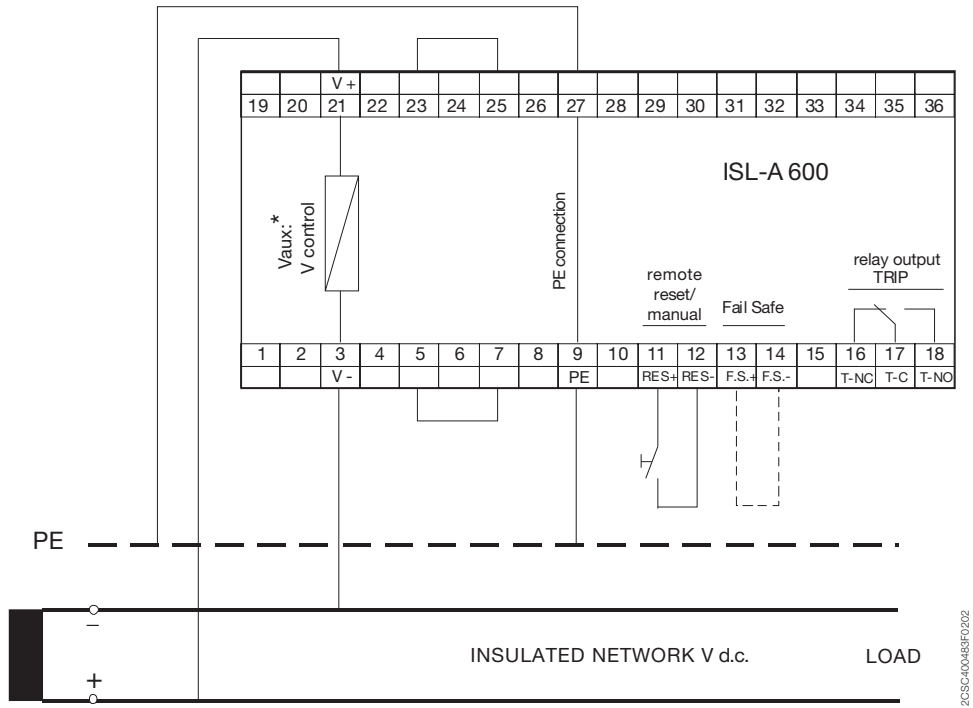 V +
19 20 21 22 23 24 25 26 27 28 29 30 31 32 33 34 35 36
ISL-A 600
Vaux:*
V control
PE connection
remote
reset/
manual
Fail Safe
relay output
TRIP
1 2 3 4 5 6 7 8 9 10 11 12 13 14 15 16 17 18
V - PE RES+ RES- F.S.+ F.S.- T-NC T-C T-NO
PE
–
INSULATED NETWORK V d.c. LOAD
+
2CSC400483F0202